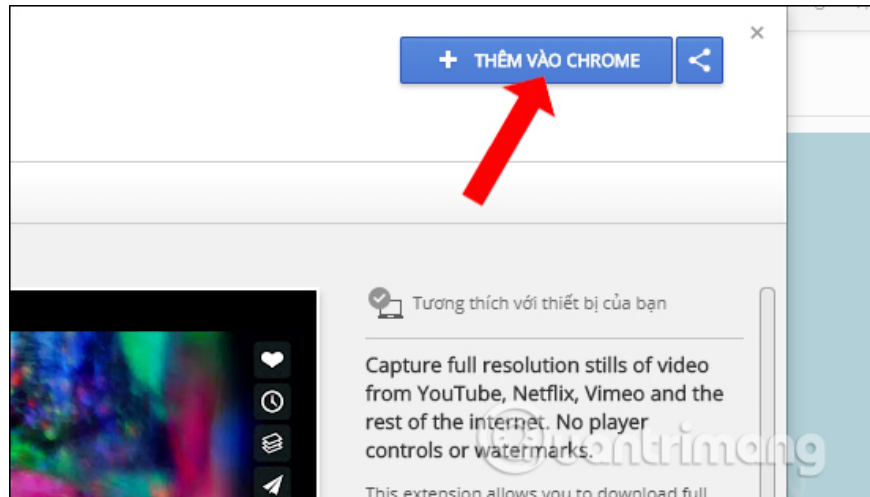 THÊM VÀO CHROME
Tương thích với thiết bị của bạn
Capture full resolution stills of video
from YouTube, Netflix, Vimeo and the
rest of the internet. No player
controls or watermarks.
Quantrimang
This extension allows you to download full